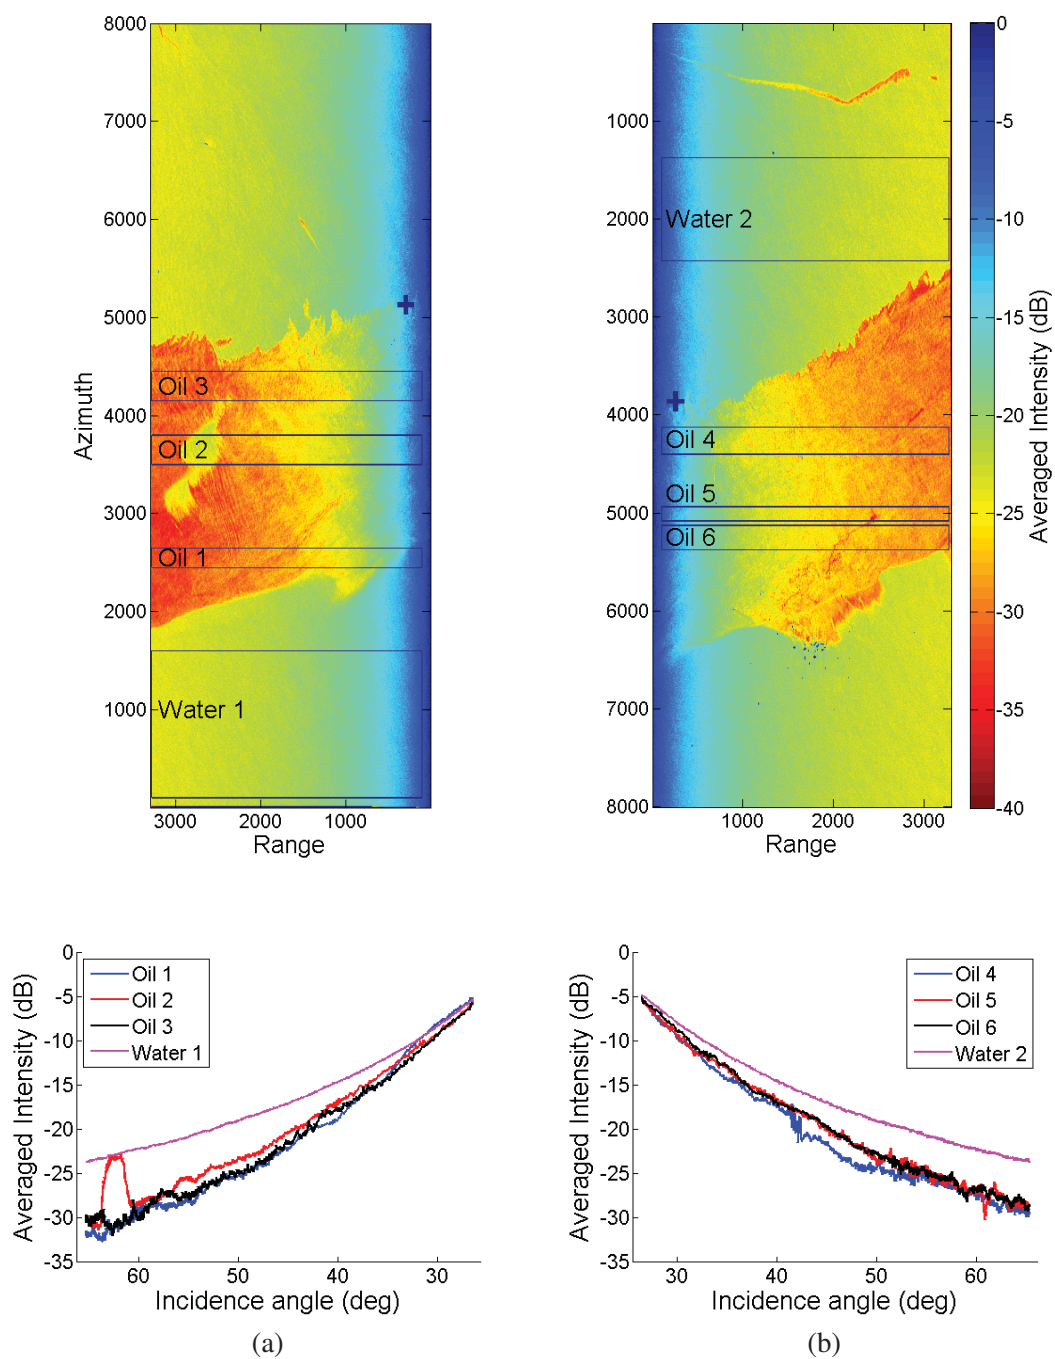 8000
7000
6000
5000
4000
3000
2000
1000
Azimuth
Oil 3
Oil 2
Oil 1
Water 1
3000 2000 1000
Range
1000
2000
3000
4000
5000
6000
7000
8000
Water 2
Oil 4
Oil 5
Oil 6
1000 2000 3000
Range
0
-5
-10
-15
-20
-25
-30
-35
-40
Averaged Intensity (dB)
0
-5
-10
-15
-20
-25
-30
-35
Averaged Intensity (dB)
Oil 1
Oil 2
Oil 3
Water 1
60 50 40 30
Incidence angle (deg)
(a)
0
-5
-10
-15
-20
-25
-30
-35
Averaged Intensity (dB)
Oil 4
Oil 5
Oil 6
Water 2
30 40 50 60
Incidence angle (deg)
(b)